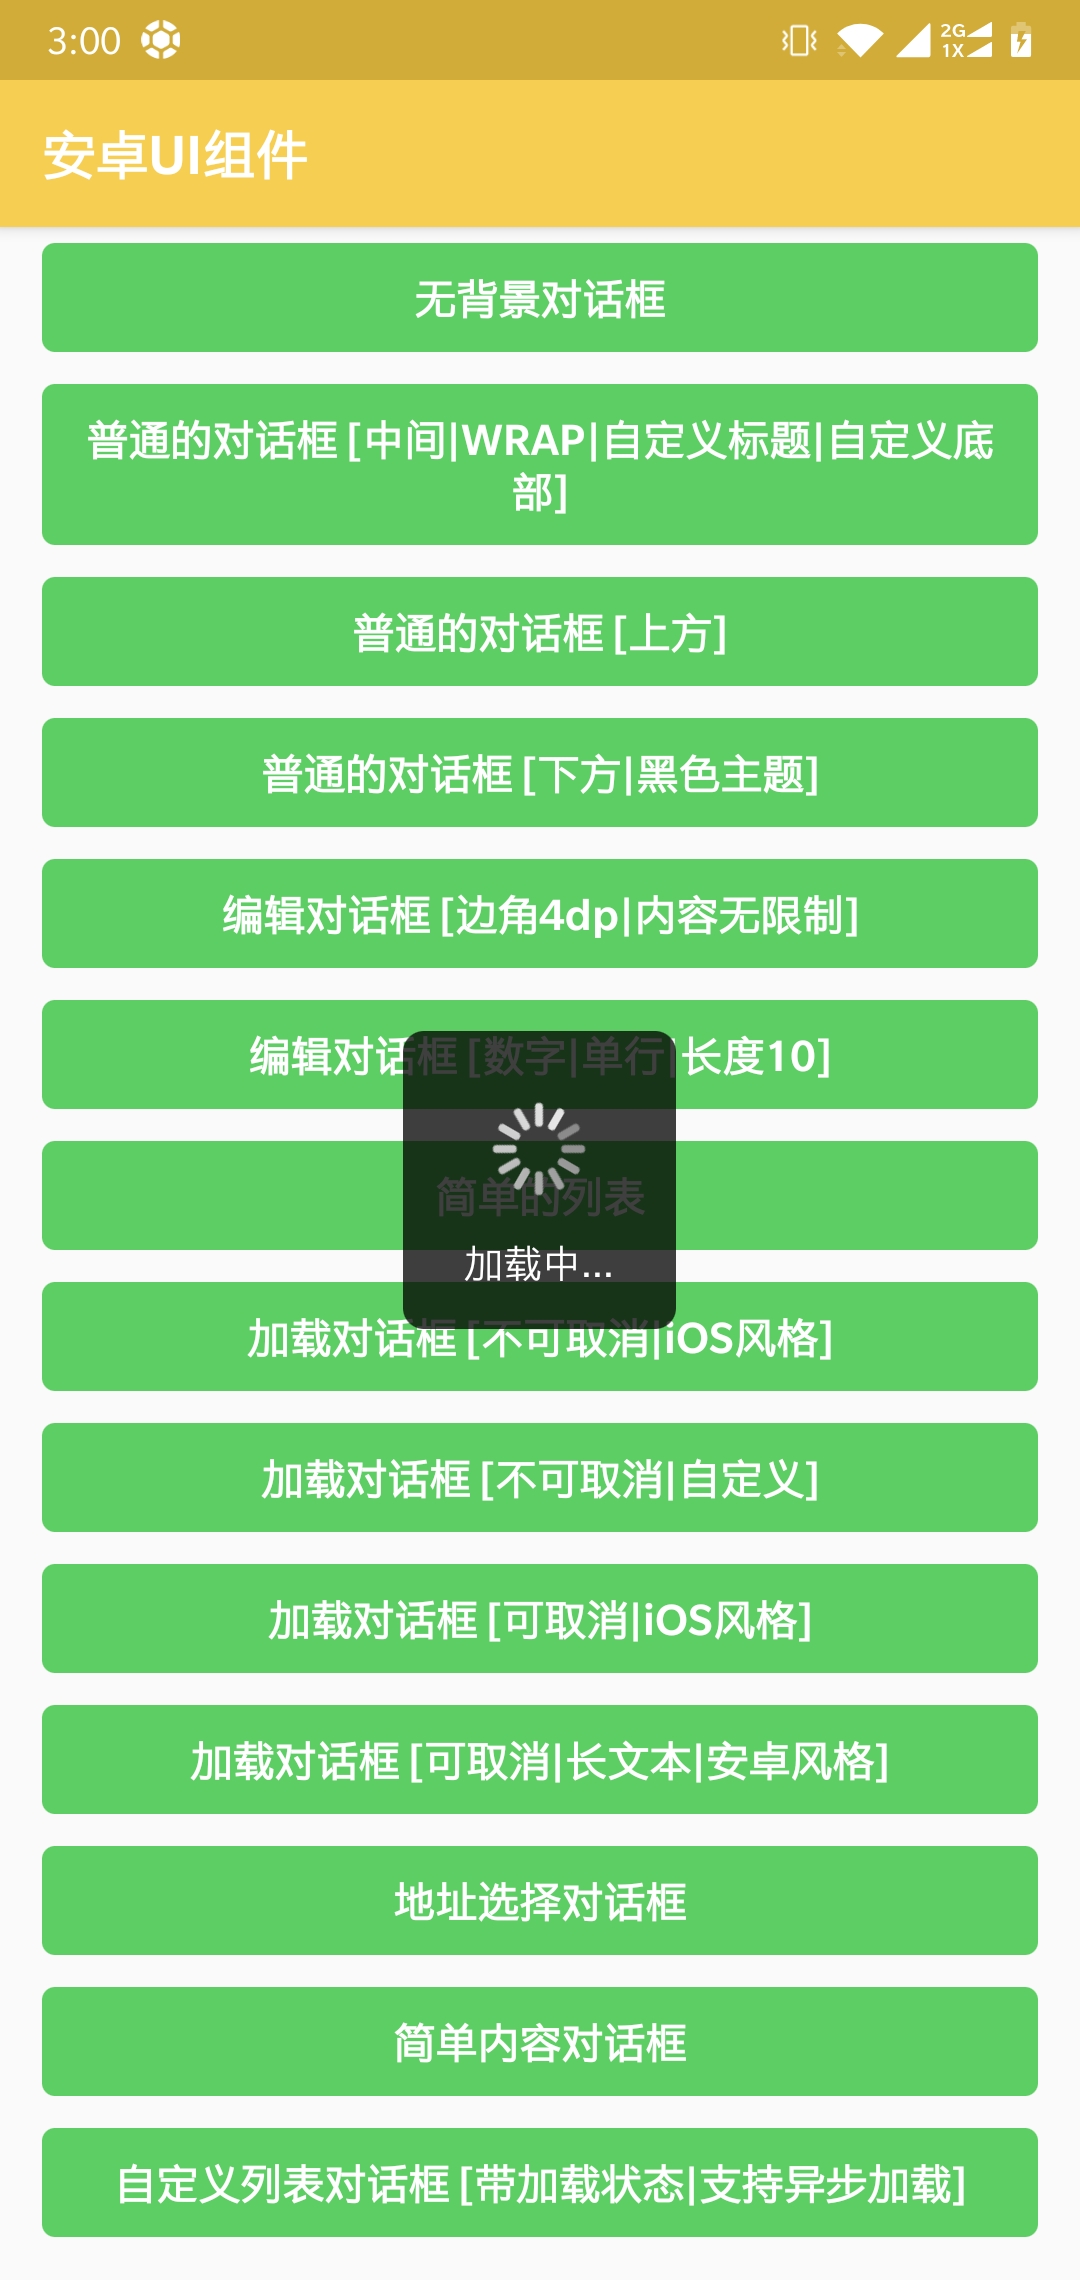 3:00
2G
1X
安卓UI组件
无背景对话框
普通的对话框 [中间|WRAP|自定义标题|自定义底
部]
普通的对话框 [上方]
普通的对话框 [下方|黑色主题]
编辑对话框 [边角4dp|内容无限制]
编辑对话框 [数字|单行|长度10]
简单的列表
加载中...
加载对话框 [不可取消|iOS风格]
加载对话框 [不可取消|自定义]
加载对话框 [可取消|iOS风格]
加载对话框 [可取消|长文本|安卓风格]
地址选择对话框
简单内容对话框
自定义列表对话框 [带加载状态|支持异步加载]